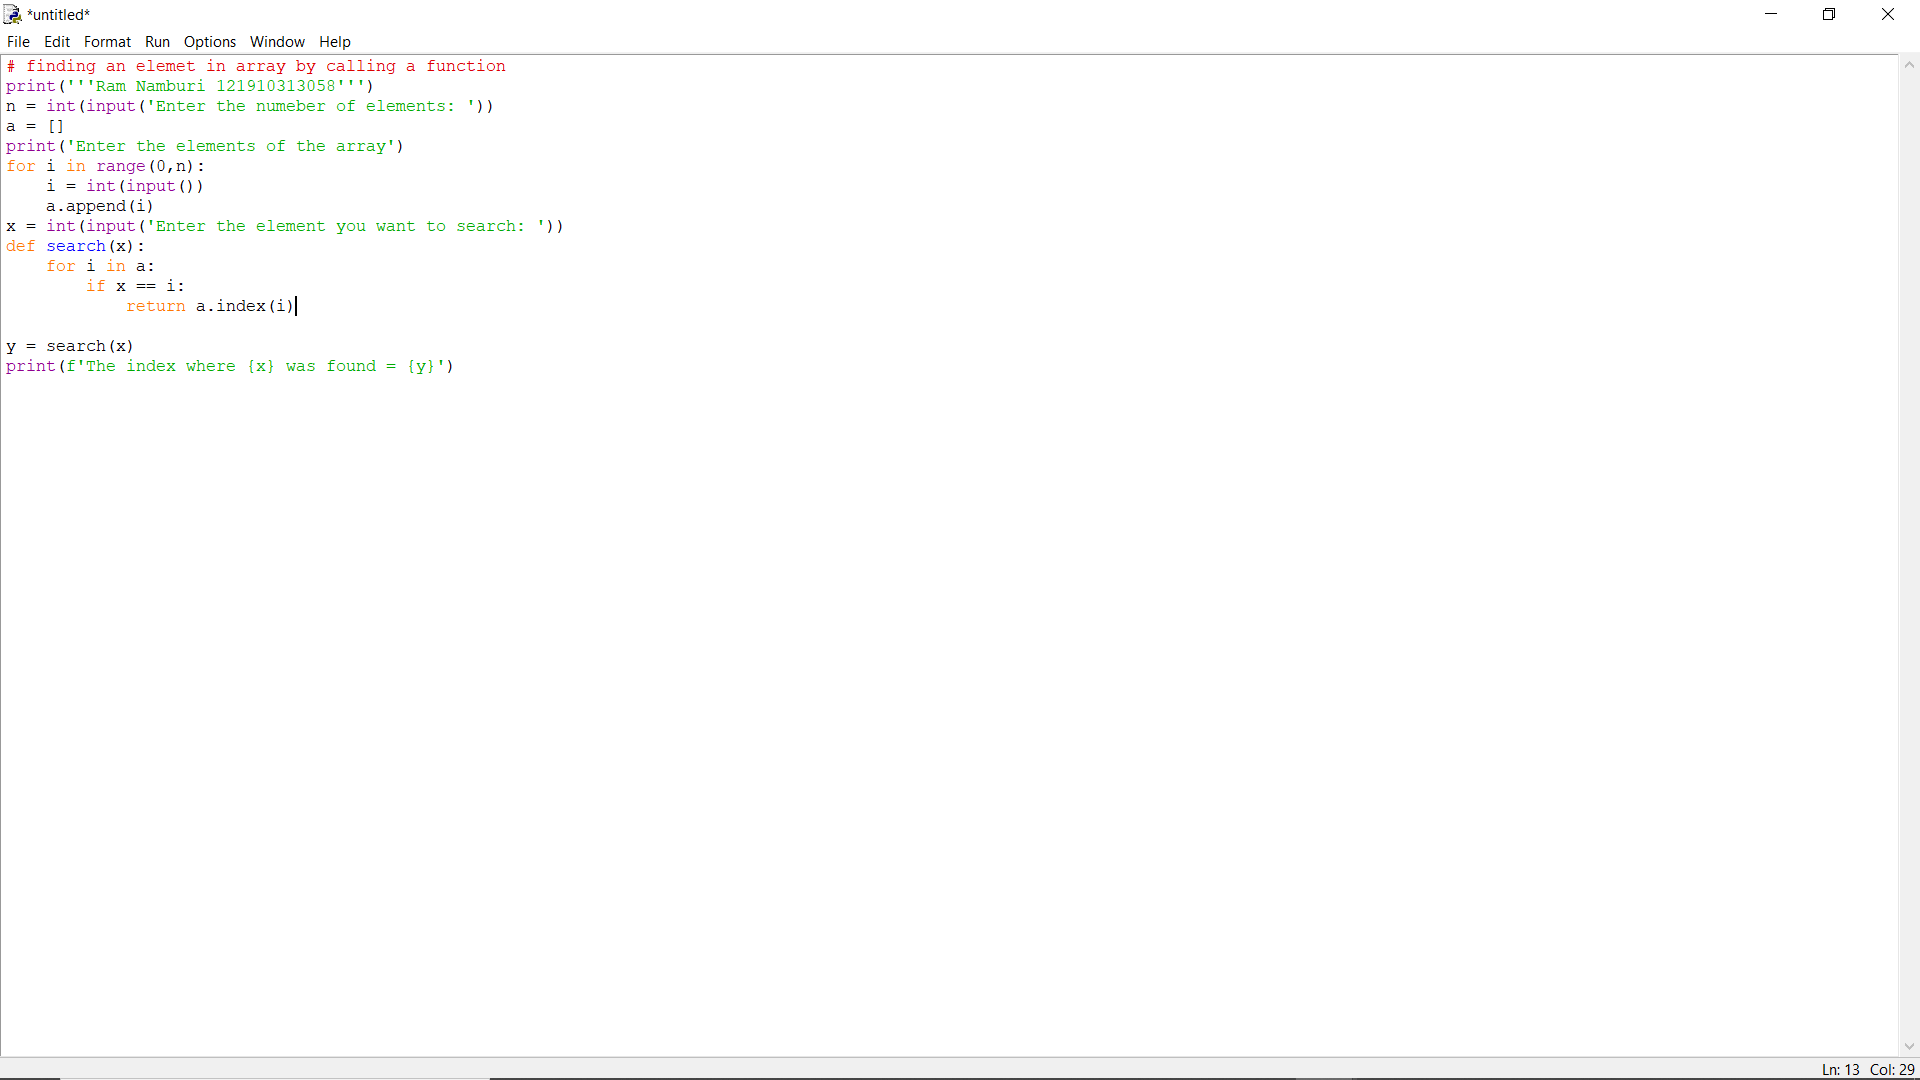 *untitled*
File Edit Format Run Options Window Help
# finding an elemet in array by calling a function
print('''Ram Namburi 121910313058''')
n = int(input('Enter the numeber of elements: '))
a = []
print('Enter the elements of the array')
for i in range(0,n):
    i = int(input())
    a.append(i)
x = int(input('Enter the element you want to search: '))
def search(x):
    for i in a:
        if x == i:
            return a.index(i)
y = search(x)
print(f'The index where {x} was found = {y}')
Ln: 13 Col: 29